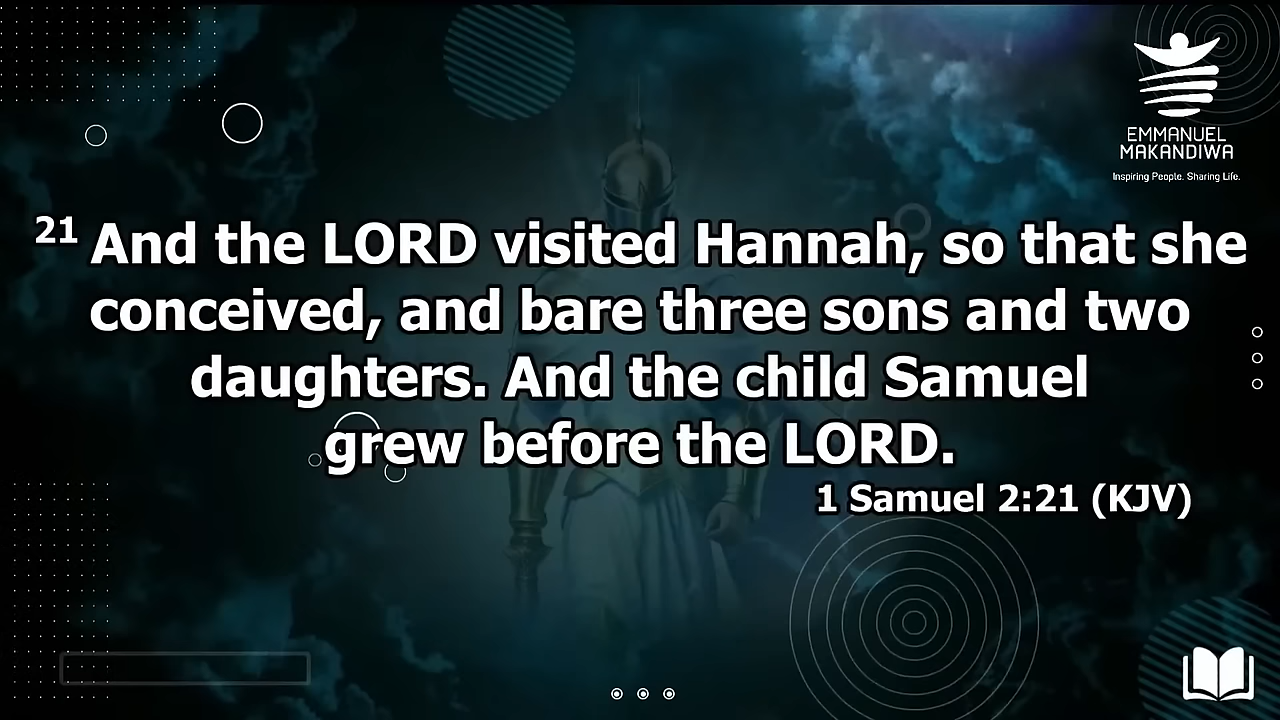 EMMANUEL
MAKANDIWA
Inspiring People. Sharing Life.
21 And the LORD visited Hannah, so that she
conceived, and bare three sons and two
daughters. And the child Samuel
grew before the LORD.
1 Samuel 2:21 (KJV)